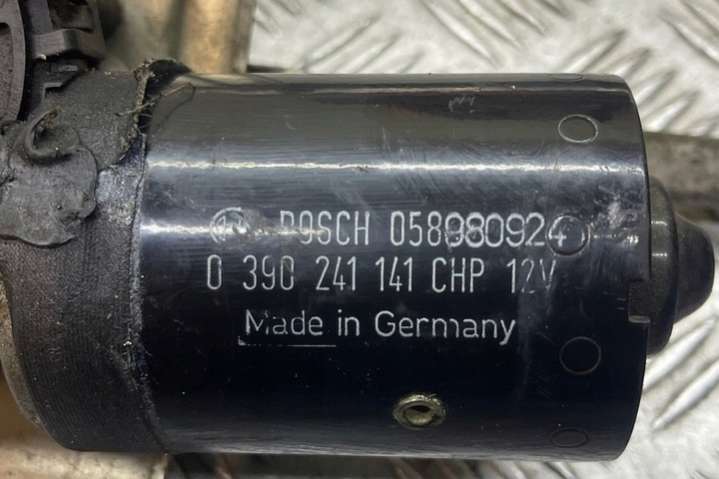 BOSCH 058980924
0 390 241 141 CHP 12V
Made in Germany